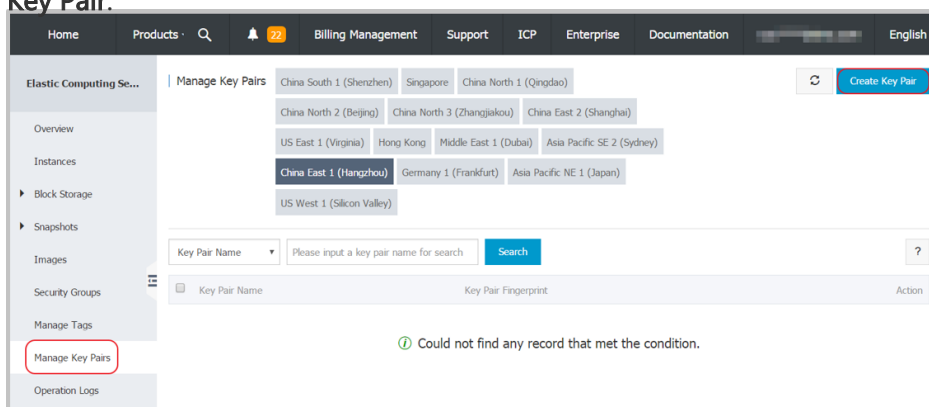 Key Pair.
Home Products · 22 Billing Management Support ICP Enterprise Documentation English
Elastic Computing Se...
Overview
Instances
Block Storage
Snapshots
Images
Security Groups
Manage Tags
Manage Key Pairs
Operation Logs
Manage Key Pairs China South 1 (Shenzhen) Singapore China North 1 (Qingdao) Create Key Pair
China North 2 (Beijing) China North 3 (Zhangjiakou) China East 2 (Shanghai)
US East 1 (Virginia) Hong Kong Middle East 1 (Dubai) Asia Pacific SE 2 (Sydney)
China East 1 (Hangzhou) Germany 1 (Frankfurt) Asia Pacific NE 1 (Japan)
US West 1 (Silicon Valley)
Key Pair Name Please input a key pair name for search Search ?
Key Pair Name Key Pair Fingerprint Action
Could not find any record that met the condition.